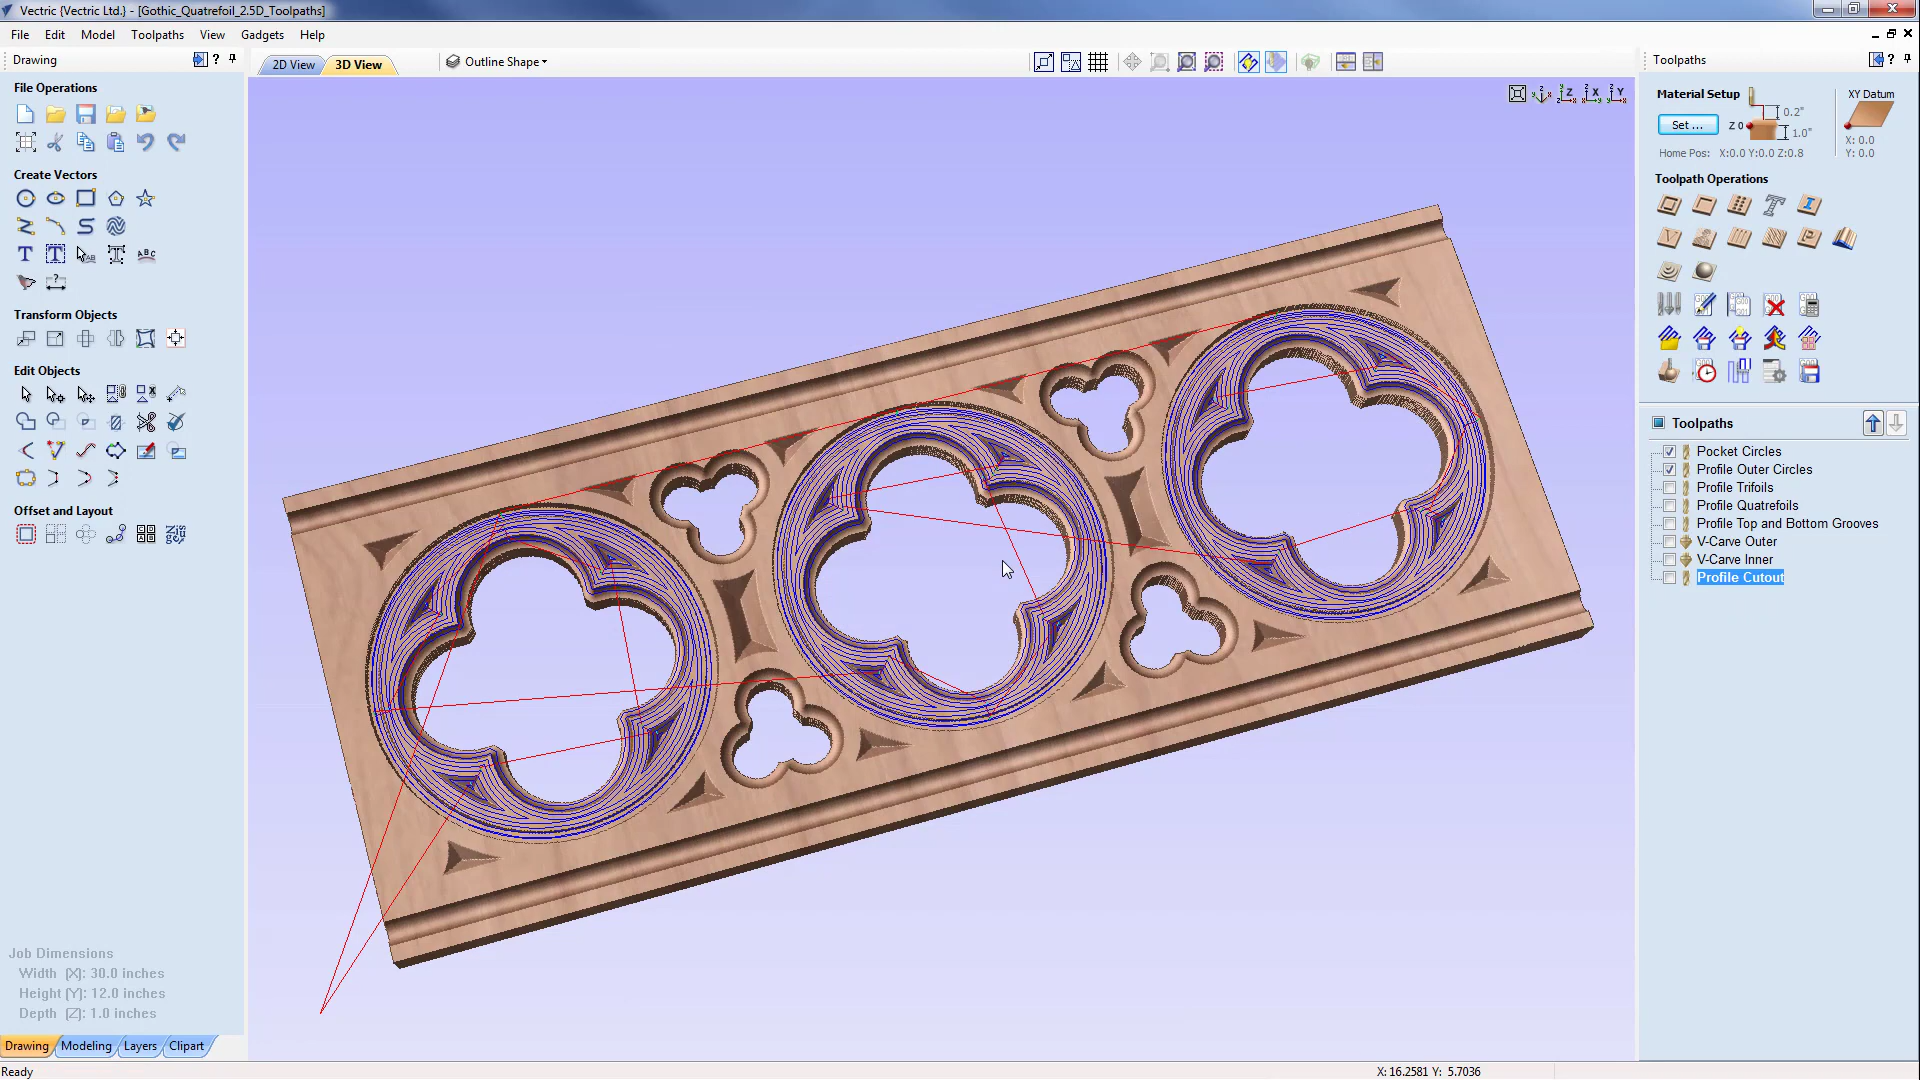 Vectric {Vectric Ltd.} - [Gothic_Quatrefoil_2.5D_Toolpaths]
File Edit Model Toolpaths View Gadgets Help
Drawing
2D View 3D View Outline Shape
Toolpaths
File Operations
Create Vectors
Transform Objects
Edit Objects
Offset and Layout
Job Dimensions
Width (X): 30.0 inches
Height (Y): 12.0 inches
Depth (Z): 1.0 inches
Drawing Modeling Layers Clipart
Ready
X: 16.2581 Y: 5.7036
Material Setup
Set ...
Z 0
0.2"
1.0"
XY Datum
X: 0.0
Y: 0.0
Home Pos: X:0.0 Y:0.0 Z:0.8
Toolpath Operations
Toolpaths
Pocket Circles
Profile Outer Circles
Profile Trifoils
Profile Quatrefoils
Profile Top and Bottom Grooves
V-Carve Outer
V-Carve Inner
Profile Cutout